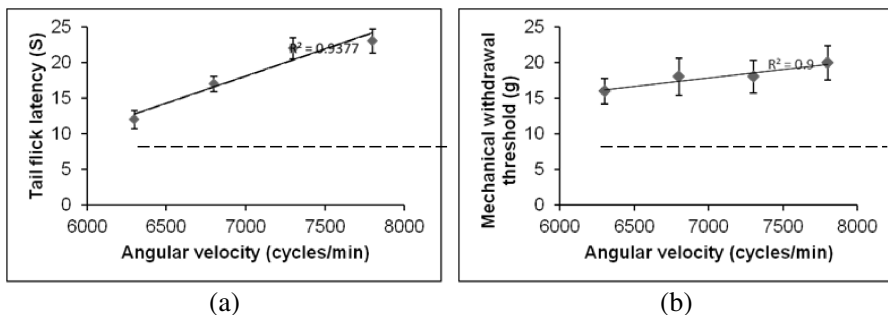 Tail flick latency (S)
25
20
15
10
5
0
R² = 0.9377
6000 6500 7000 7500 8000
Angular velocity (cycles/min)
(a)
Mechanical withdrawal
threshold (g)
25
20
15
10
5
0
R² = 0.9
6000 6500 7000 7500 8000
Angular velocity (cycles/min)
(b)